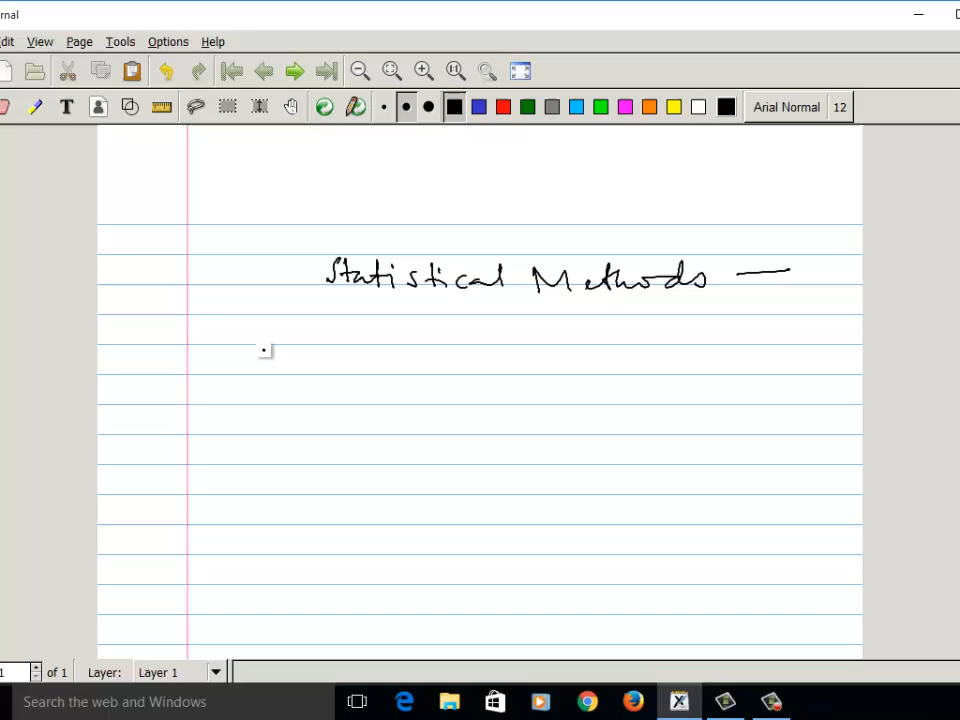 rnal
dit View Page Tools Options Help
Arial Normal 12
Statistical Methods —
1 of 1 Layer: Layer 1
Search the web and Windows